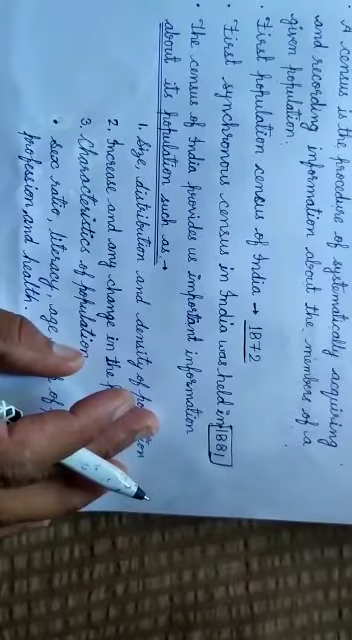 • A census is the procedure of systematically acquiring
and recording information about the members of a
given population.
• First population census of India → 1872
• First synchronous census in India was held in 1881
• The census of India provides us important information
about its population such as →
1. Size, distribution and density of
2. Increase and any change in the
3. Characteristics of population
• sex ratio, literacy, age
profession and health.